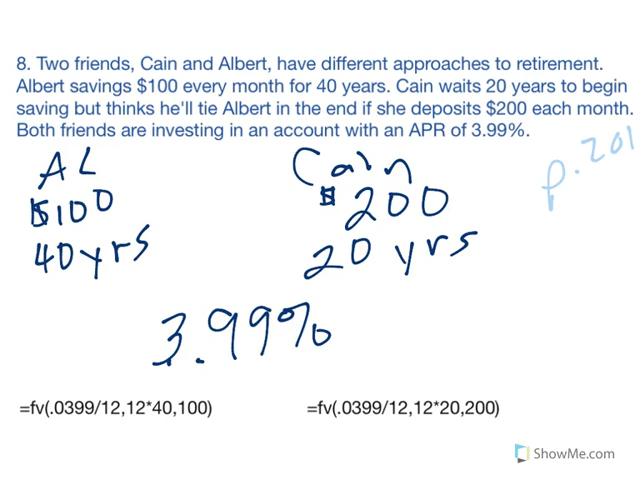 8. Two friends, Cain and Albert, have different approaches to retirement.
Albert savings $100 every month for 40 years. Cain waits 20 years to begin
saving but thinks he'll tie Albert in the end if she deposits $200 each month.
Both friends are investing in an account with an APR of 3.99%.
p.201
AL Cain
$100 $200
40yrs 20 yrs
3.99%
=fv(.0399/12,12*40,100) =fv(.0399/12,12*20,200)
ShowMe.com